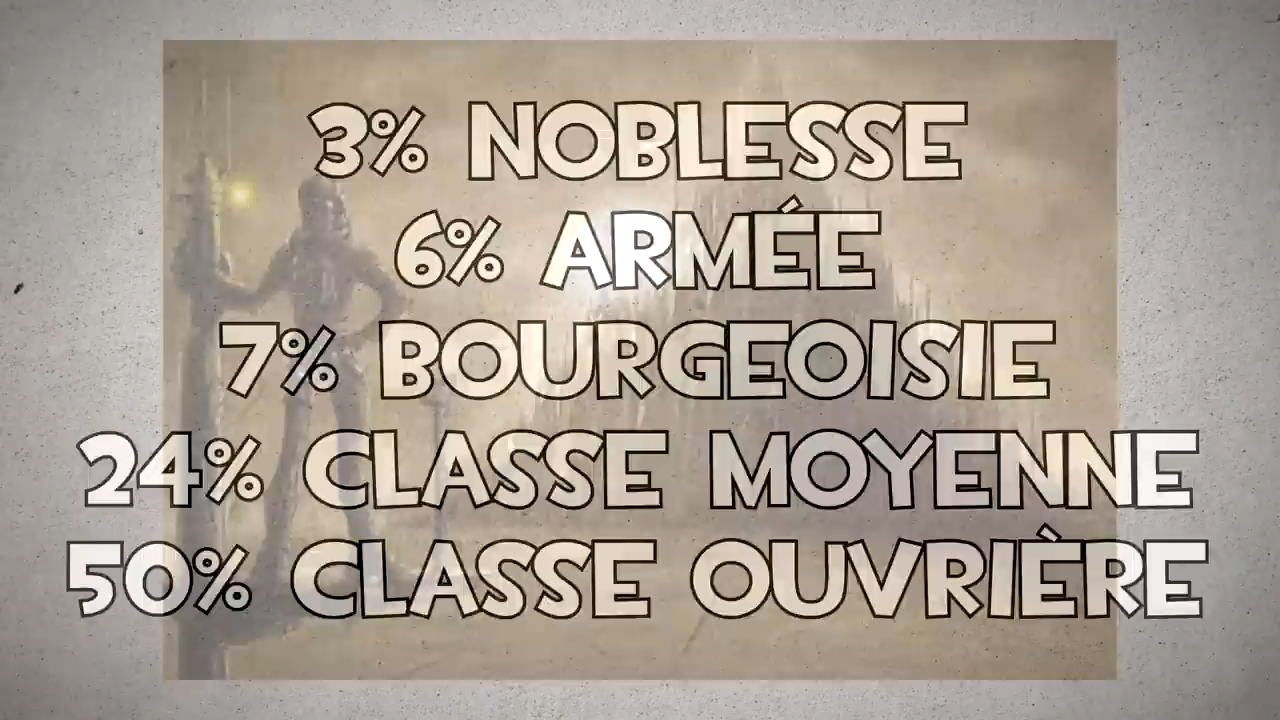 3% NOBLESSE
6% ARMÉE
7% BOURGEOISIE
24% CLASSE MOYENNE
50% CLASSE OUVRIÈRE